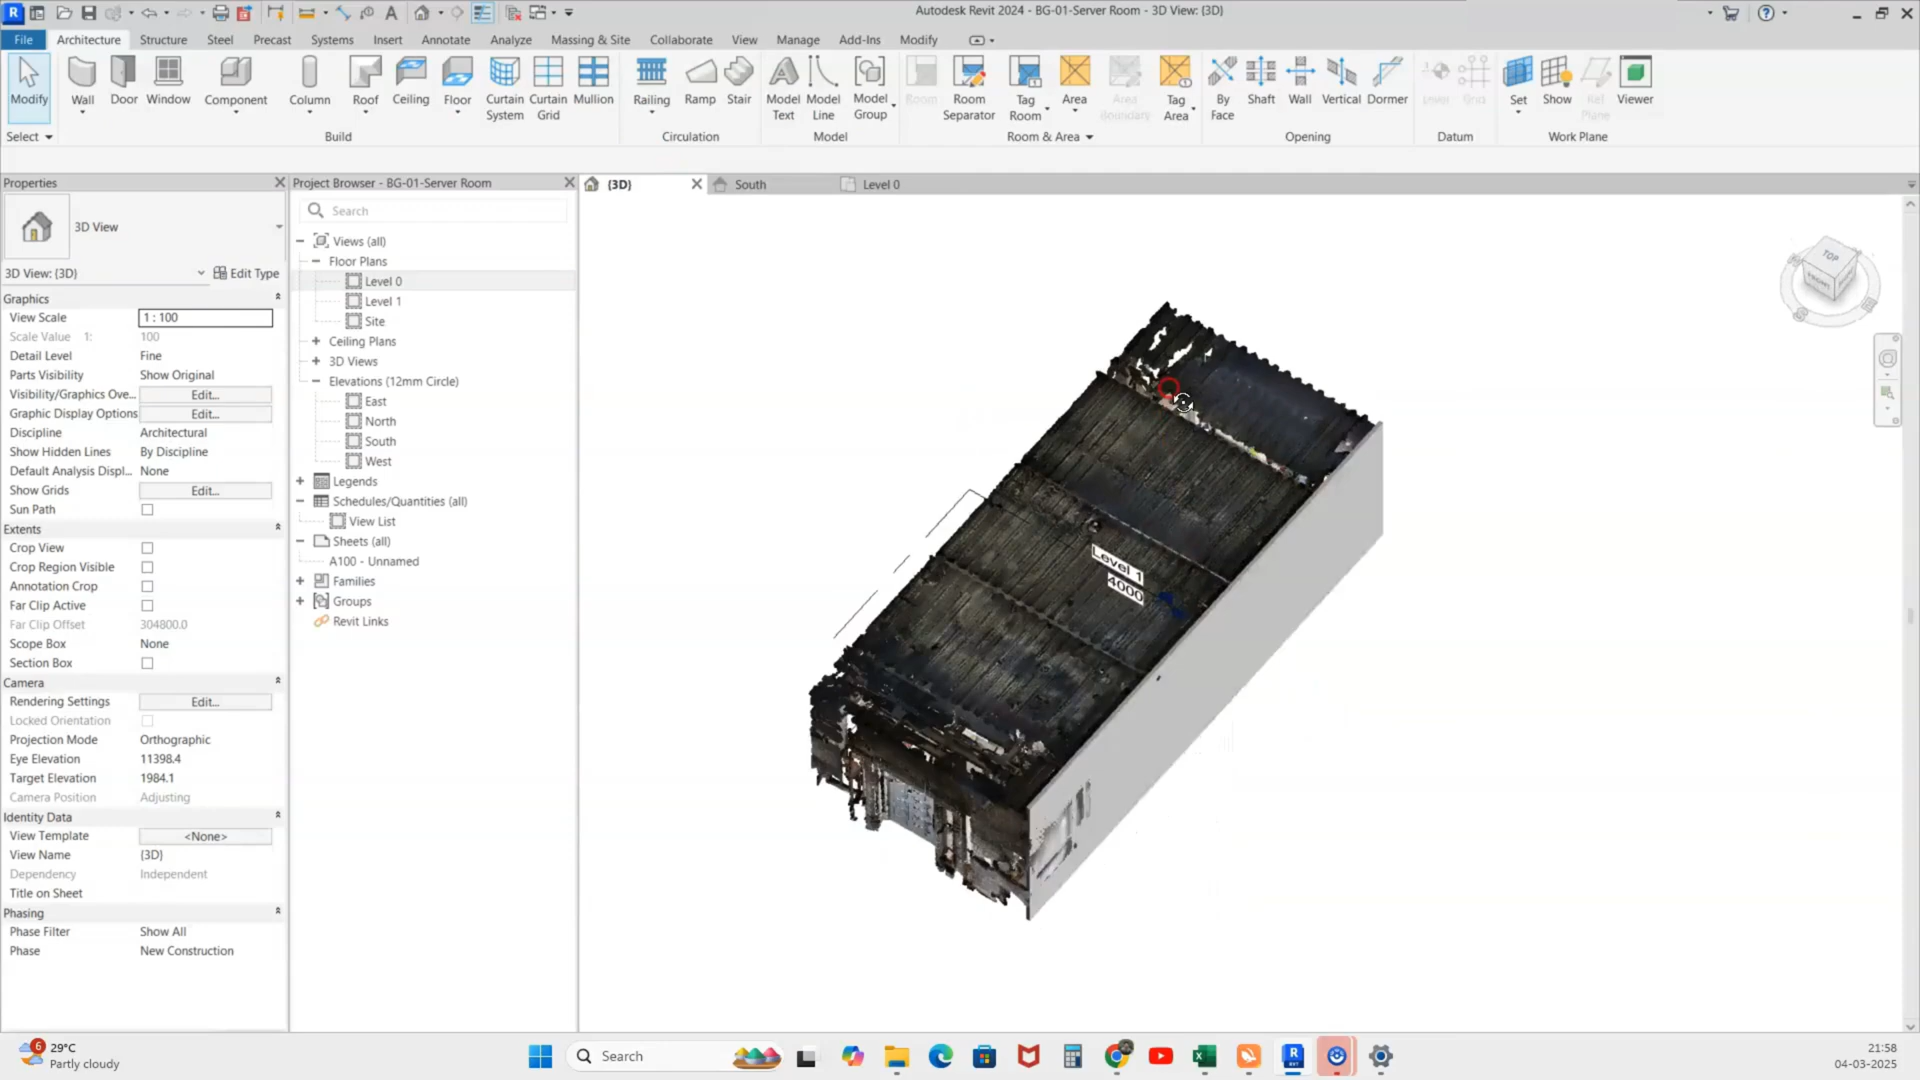 Autodesk Revit 2024 - BG-01-Server Room - 3D View: {3D}
File Architecture Structure Steel Precast Systems Insert Annotate Analyze Massing & Site Collaborate View Manage Add-Ins Modify
Modify Wall Door Window Component Column Roof Ceiling Floor Curtain System Curtain Grid Mullion Railing Ramp Stair Model Text Model Line Model Group Room Room Separator Tag Room Area Area Boundary Tag Area By Face Shaft Wall Vertical Dormer Level Grid Set Show Ref Plane Viewer
Select Build Circulation Model Room & Area Opening Datum Work Plane
Properties
3D View
3D View: {3D} Edit Type
Graphics
View Scale 1 : 100
Scale Value 1: 100
Detail Level Fine
Parts Visibility Show Original
Visibility/Graphics Ove... Edit...
Graphic Display Options Edit...
Discipline Architectural
Show Hidden Lines By Discipline
Default Analysis Displ... None
Show Grids Edit...
Sun Path
Extents
Crop View
Crop Region Visible
Annotation Crop
Far Clip Active
Far Clip Offset 304800.0
Scope Box None
Section Box
Camera
Rendering Settings Edit...
Locked Orientation
Projection Mode Orthographic
Eye Elevation 11398.4
Target Elevation 1984.1
Camera Position Adjusting
Identity Data
View Template <None>
View Name {3D}
Dependency Independent
Title on Sheet
Phasing
Phase Filter Show All
Phase New Construction
Project Browser - BG-01-Server Room
Search
Views (all)
Floor Plans
Level 0
Level 1
Site
Ceiling Plans
3D Views
Elevations (12mm Circle)
East
North
South
West
Legends
Schedules/Quantities (all)
View List
Sheets (all)
A100 - Unnamed
Families
Groups
Revit Links
{3D} South Level 0
TOP
FRONT
Level 1
4000
6
29°C
Partly cloudy
Search
21:58
04-03-2025